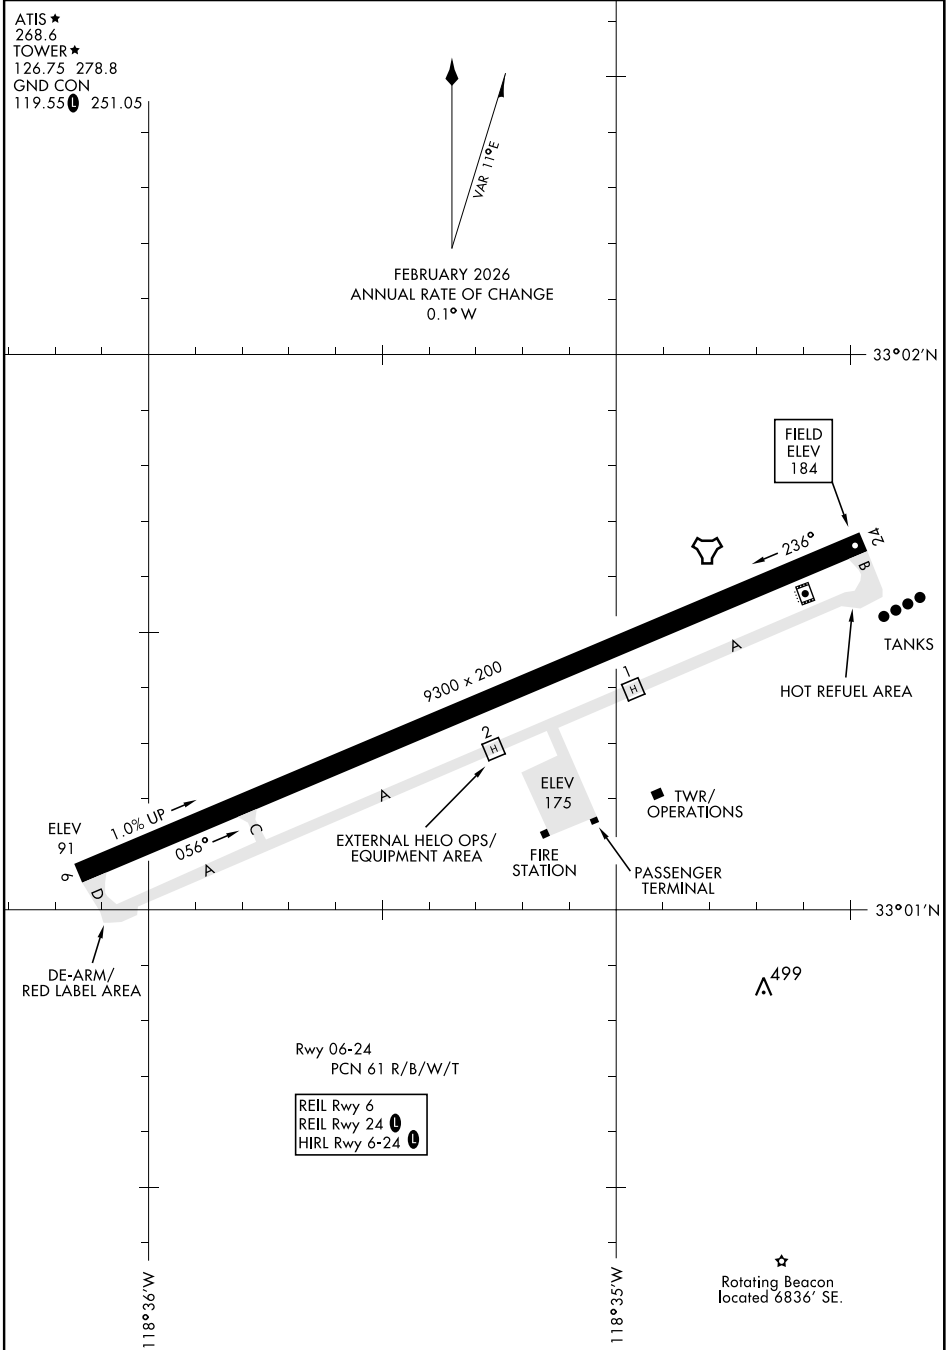 ATIS ★
268.6
TOWER ★
126.75 278.8
GND CON
119.55 L 251.05
VAR 11°E
FEBRUARY 2026
ANNUAL RATE OF CHANGE
0.1° W
33°02'N
FIELD
ELEV
184
24
236°
B
TANKS
A
HOT REFUEL AREA
9300 x 200
1
H
2
H
ELEV
175
TWR/
OPERATIONS
A
1.0% UP
C
056°
ELEV
91
EXTERNAL HELO OPS/
EQUIPMENT AREA
FIRE
STATION
PASSENGER
TERMINAL
A
6
D
33°01'N
DE-ARM/
RED LABEL AREA
499
Rwy 06-24
PCN 61 R/B/W/T
REIL Rwy 6
REIL Rwy 24 L
HIRL Rwy 6-24 L
118°36'W
118°35'W
Rotating Beacon
located 6836' SE.